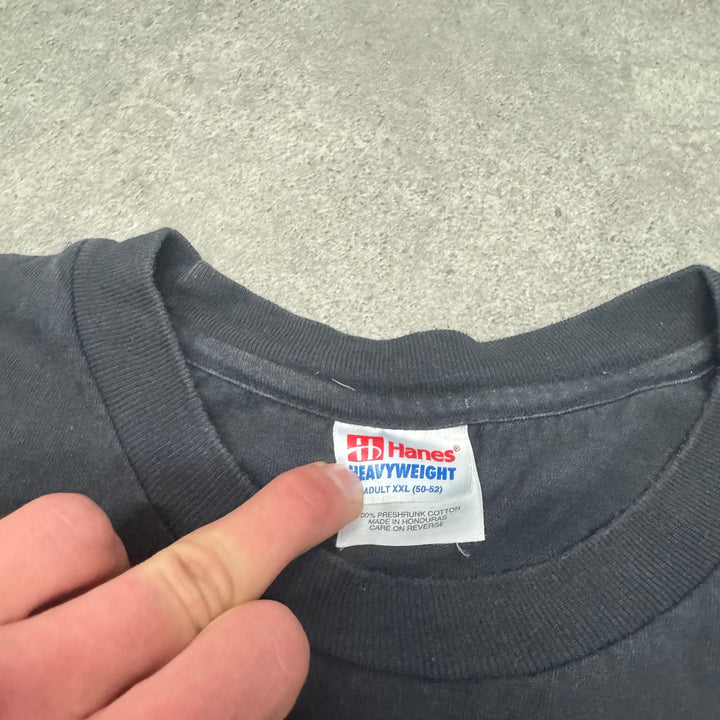 Hanes®
HEAVYWEIGHT
ADULT XXL (50-52)
100% PRESHRUNK COTTON
MADE IN HONDURAS
CARE ON REVERSE